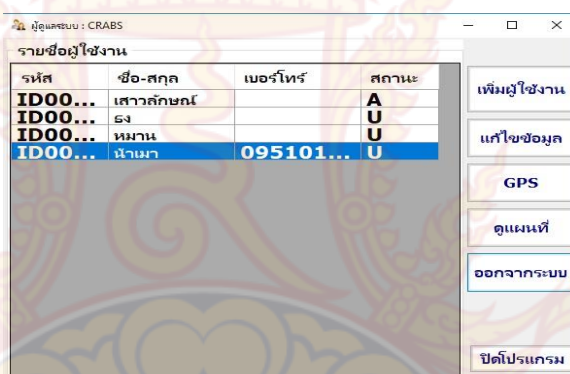 ผู้ดูแลระบบ : CRABS
รายชื่อผู้ใช้งาน
รหัส ชื่อ-สกุล เบอร์โทร์ สถานะ
ID00... เสาวลักษณ์ A
ID00... ธง U
ID00... หมาน U
ID00... น้าเมา 095101... U
เพิ่มผู้ใช้งาน
แก้ไขข้อมูล
GPS
ดูแผนที่
ออกจากระบบ
ปิดโปรแกรม